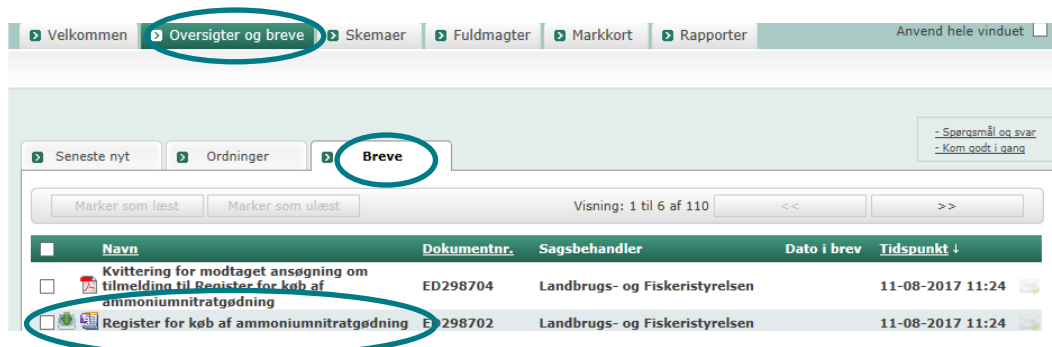 Velkommen Oversigter og breve Skemaer Fuldmagter Markkort Rapporter Anvend hele vinduet
- Spørgsmål og svar
- Kom godt i gang
Seneste nyt Ordninger Breve
Marker som læst Marker som ulæst Visning: 1 til 6 af 110 << >>
Navn Dokumentnr. Sagsbehandler Dato i brev Tidspunkt ↓
Kvittering for modtaget ansøgning om
tilmelding til Register for køb af ED298704 Landbrugs- og Fiskeristyrelsen 11-08-2017 11:24
ammoniumnitratgødning
Register for køb af ammoniumnitratgødning ED298702 Landbrugs- og Fiskeristyrelsen 11-08-2017 11:24